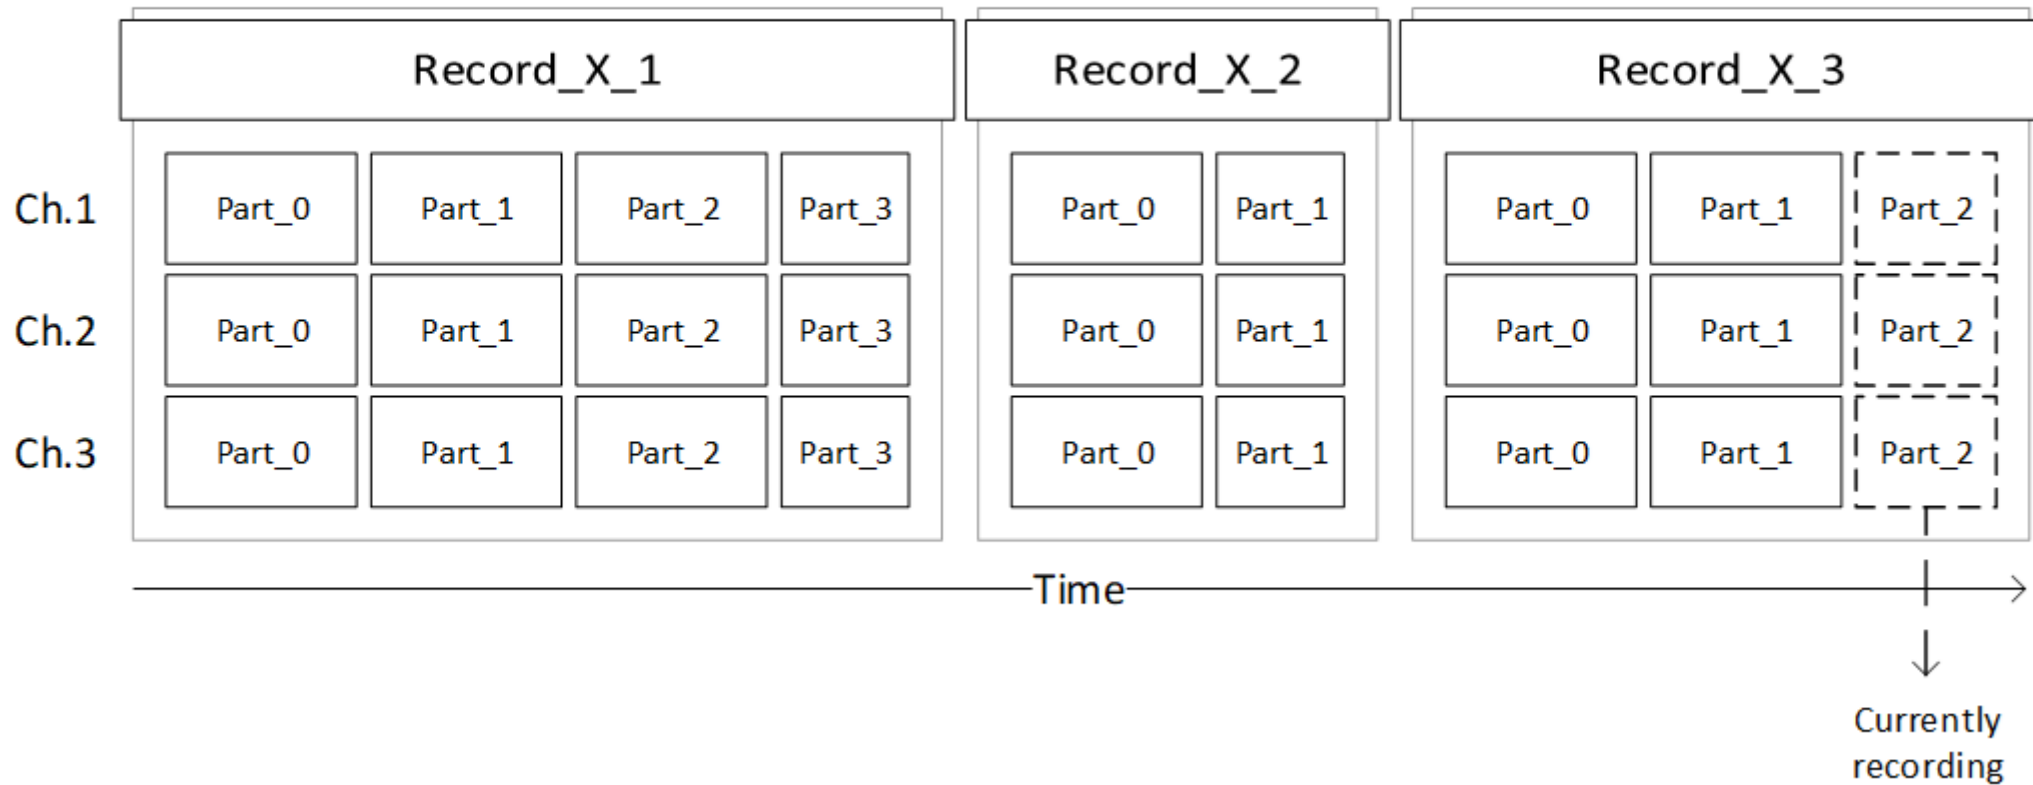 Record_X_1 Record_X_2 Record_X_3
Ch.1 Part_0 Part_1 Part_2 Part_3 Part_0 Part_1 Part_0 Part_1 Part_2
Ch.2 Part_0 Part_1 Part_2 Part_3 Part_0 Part_1 Part_0 Part_1 Part_2
Ch.3 Part_0 Part_1 Part_2 Part_3 Part_0 Part_1 Part_0 Part_1 Part_2
Time
Currently
recording